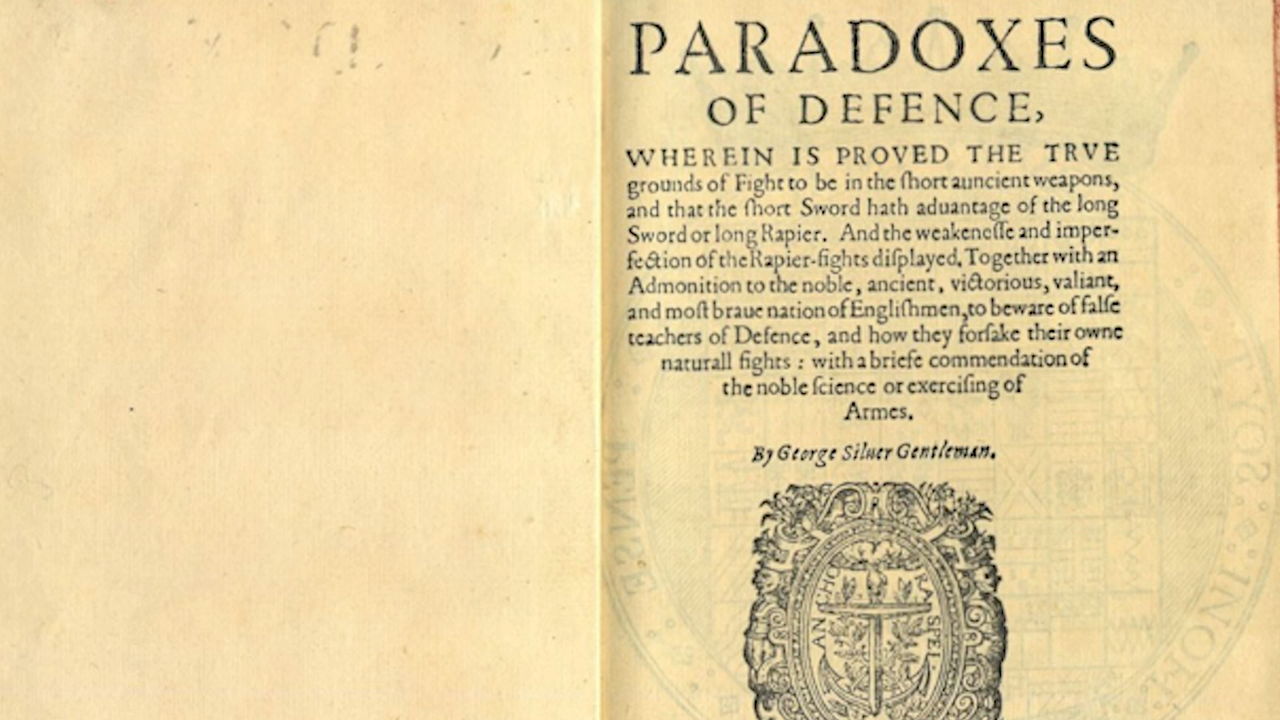 PARADOXES
OF DEFENCE,
WHEREIN IS PROVED THE TRVE
grounds of Fight to be in the ſhort auncient weapons,
and that the ſhort Sword hath aduantage of the long
Sword or long Rapier. And the weakeneſſe and imper-
fection of the Rapier-fights diſplayed. Together with an
Admonition to the noble, ancient, victorious, valiant,
and moſt braue nation of Engliſhmen, to beware of falſe
teachers of Defence, and how they forſake their owne
naturall fights : with a briefe commendation of
the noble ſcience or exerciſing of
Armes.
By George Siluer Gentleman.
ANCHORA SPEI